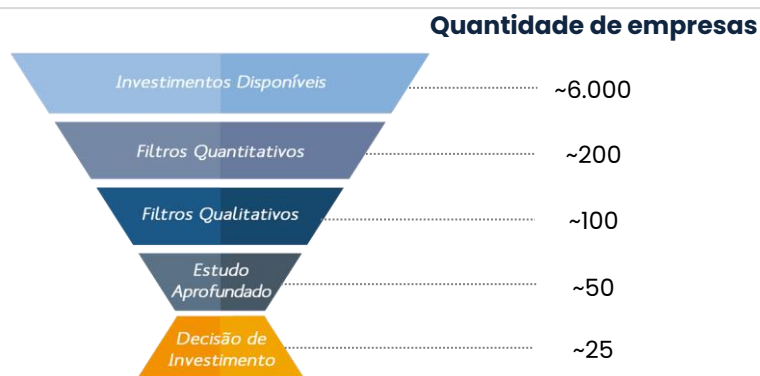 Quantidade de empresas
Investimentos Disponíveis
~6.000
Filtros Quantitativos
~200
Filtros Qualitativos
~100
Estudo
Aprofundado
~50
Decisão de
Investimento
~25